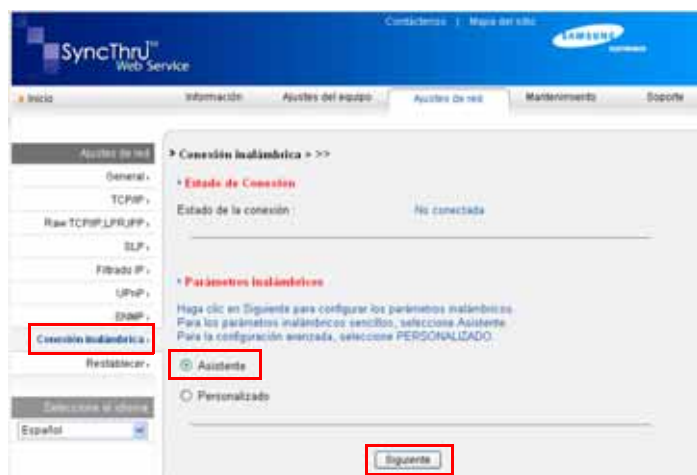 Contáctenos | Mapa del sitio
SyncThru™
Web Service
SAMSUNG
ELECTRONICS
Inicio
Información
Ajustes del equipo
Ajustes de red
Mantenimiento
Soporte
Ajustes de red
General
TCP/IP
Raw TCP/IP,LPR,IPP
SLP
Filtrado IP
UPnP
SNMP
Conexión inalámbrica
Restablecer
Seleccione el idioma
Español
Conexión inalámbrica > >>
Estado de Conexión
Estado de la conexión : No conectada
Parámetros inalámbricos
Haga clic en Siguiente para configurar los parámetros inalámbricos.
Para los parámetros inalámbricos sencillos, seleccione Asistente.
Para la configuración avanzada, seleccione PERSONALIZADO.
Asistente
Personalizado
Siguiente